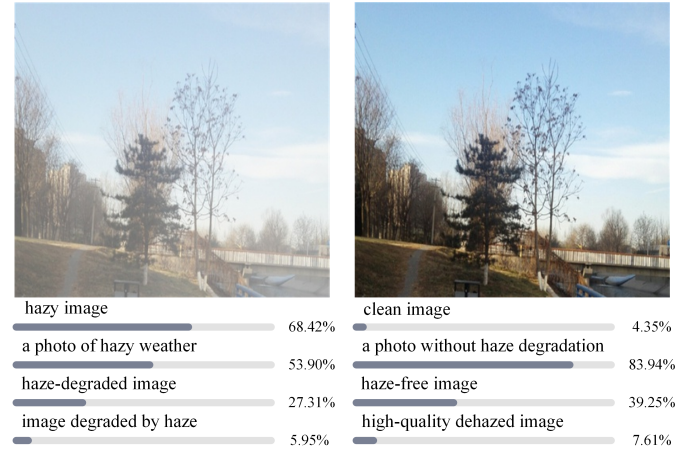 hazy image
68.42%
a photo of hazy weather
53.90%
haze-degraded image
27.31%
image degraded by haze
5.95%
clean image
4.35%
a photo without haze degradation
83.94%
haze-free image
39.25%
high-quality dehazed image
7.61%